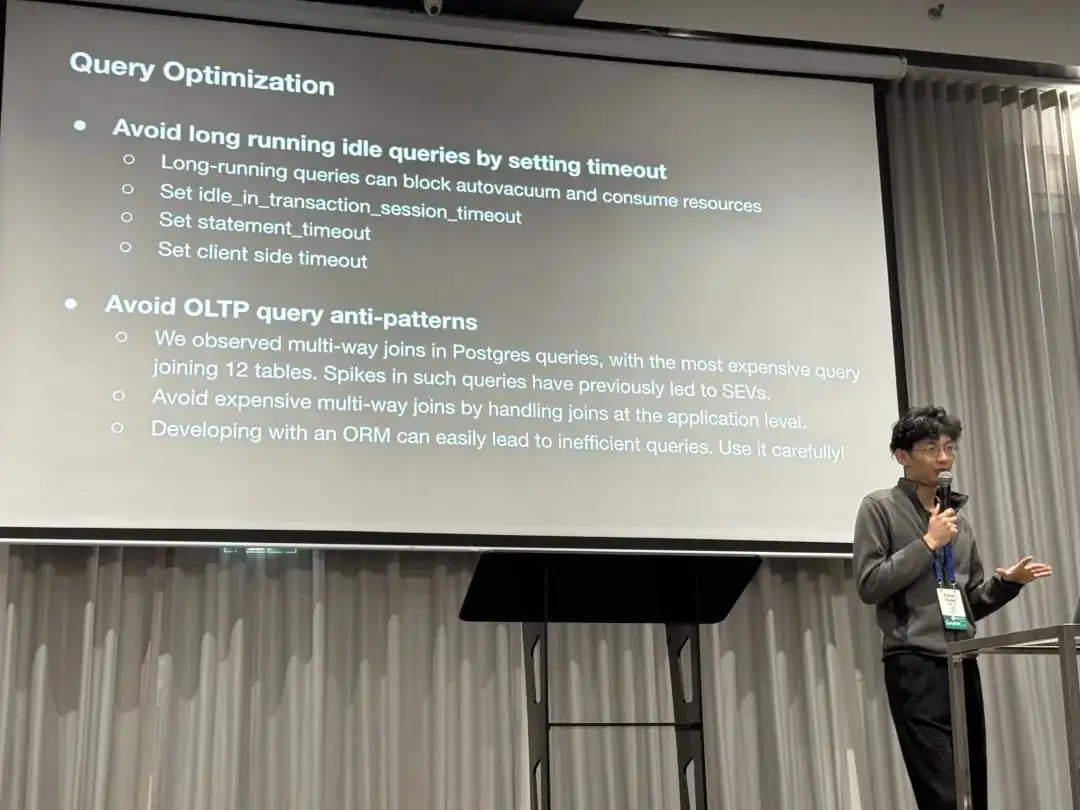 Query Optimization
● Avoid long running idle queries by setting timeout
○ Long-running queries can block autovacuum and consume resources
○ Set idle_in_transaction_session_timeout
○ Set statement_timeout
○ Set client side timeout
● Avoid OLTP query anti-patterns
○ We observed multi-way joins in Postgres queries, with the most expensive query
joining 12 tables. Spikes in such queries have previously led to SEVs.
○ Avoid expensive multi-way joins by handling joins at the application level.
○ Developing with an ORM can easily lead to inefficient queries. Use it carefully!